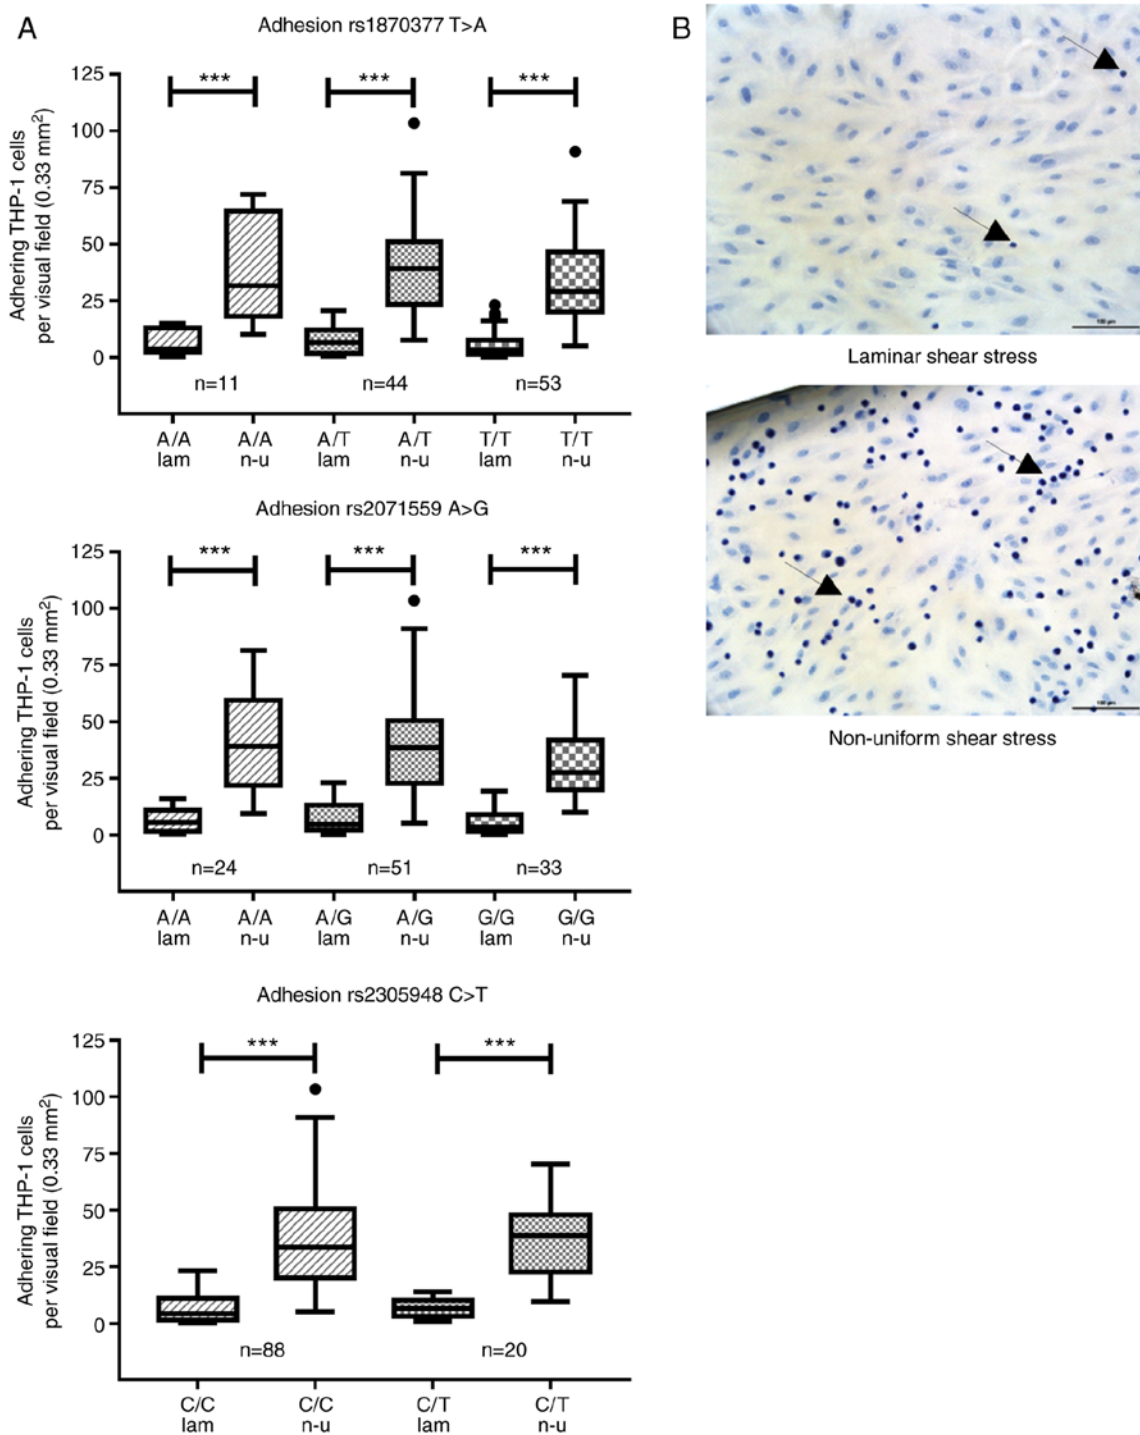 A
Adhesion rs1870377 T>A
Adhering THP-1 cells
per visual field (0.33 mm²)
125
100
75
50
25
0
***
***
***
n=11
n=44
n=53
A/A
lam
A/A
n-u
A/T
lam
A/T
n-u
T/T
lam
T/T
n-u
Adhesion rs2071559 A>G
Adhering THP-1 cells
per visual field (0.33 mm²)
125
100
75
50
25
0
***
***
***
n=24
n=51
n=33
A/A
lam
A/A
n-u
A/G
lam
A/G
n-u
G/G
lam
G/G
n-u
Adhesion rs2305948 C>T
Adhering THP-1 cells
per visual field (0.33 mm²)
125
100
75
50
25
0
***
***
n=88
n=20
C/C
lam
C/C
n-u
C/T
lam
C/T
n-u
B
100 µm
Laminar shear stress
100 µm
Non-uniform shear stress